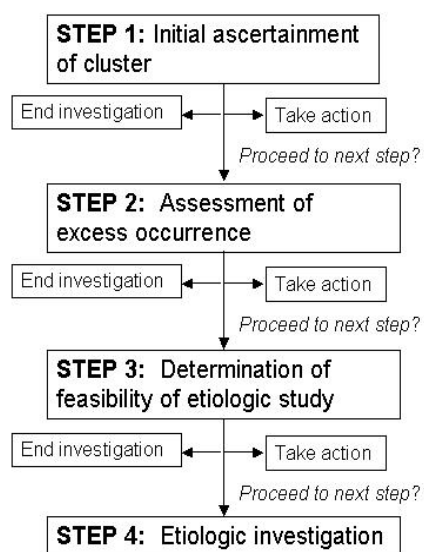 STEP 1: Initial ascertainment
of cluster
End investigation
Take action
Proceed to next step?
STEP 2: Assessment of
excess occurrence
End investigation
Take action
Proceed to next step?
STEP 3: Determination of
feasibility of etiologic study
End investigation
Take action
Proceed to next step?
STEP 4: Etiologic investigation